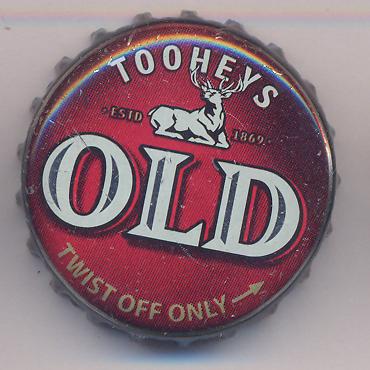 TOOHEYS
ESTD 1869
OLD
TWIST OFF ONLY →